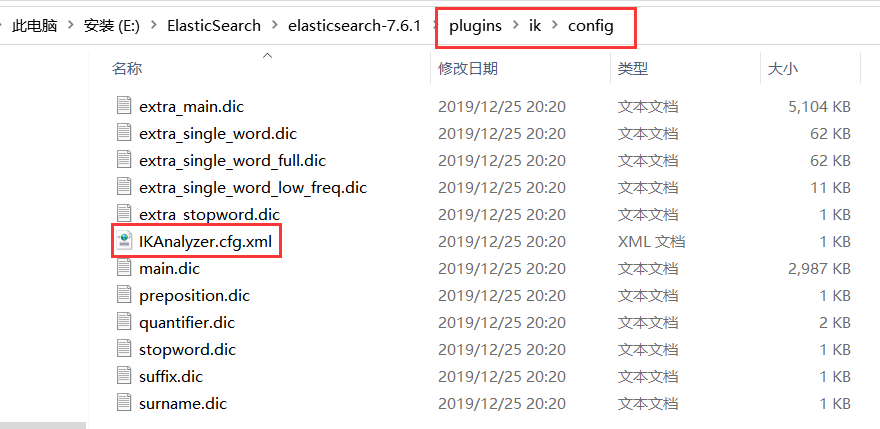 此电脑 > 安装 (E:) > ElasticSearch > elasticsearch-7.6.1 > plugins > ik > config
名称 修改日期 类型 大小
extra_main.dic 2019/12/25 20:20 文本文档 5,104 KB
extra_single_word.dic 2019/12/25 20:20 文本文档 62 KB
extra_single_word_full.dic 2019/12/25 20:20 文本文档 62 KB
extra_single_word_low_freq.dic 2019/12/25 20:20 文本文档 11 KB
extra_stopword.dic 2019/12/25 20:20 文本文档 1 KB
IKAnalyzer.cfg.xml 2019/12/25 20:20 XML 文档 1 KB
main.dic 2019/12/25 20:20 文本文档 2,987 KB
preposition.dic 2019/12/25 20:20 文本文档 1 KB
quantifier.dic 2019/12/25 20:20 文本文档 2 KB
stopword.dic 2019/12/25 20:20 文本文档 1 KB
suffix.dic 2019/12/25 20:20 文本文档 1 KB
surname.dic 2019/12/25 20:20 文本文档 1 KB